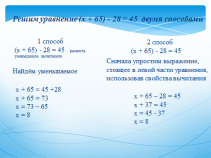 Решим уравнение (x + 65) - 28 = 45 двумя способами
1 способ
(x + 65) - 28 = 45 разность
уменьшаемое вычитаемое
Найдём уменьшаемое
x + 65 = 45 +28
x + 65 = 73
x = 73 – 65
x = 8
2 способ
(x + 65) - 28 = 45
Сначала упростим выражение,
стоящее в левой части уравнения,
использовав свойства вычитания
x + 65 – 28 = 45
x + 37 = 45
x = 45 - 37
x = 8